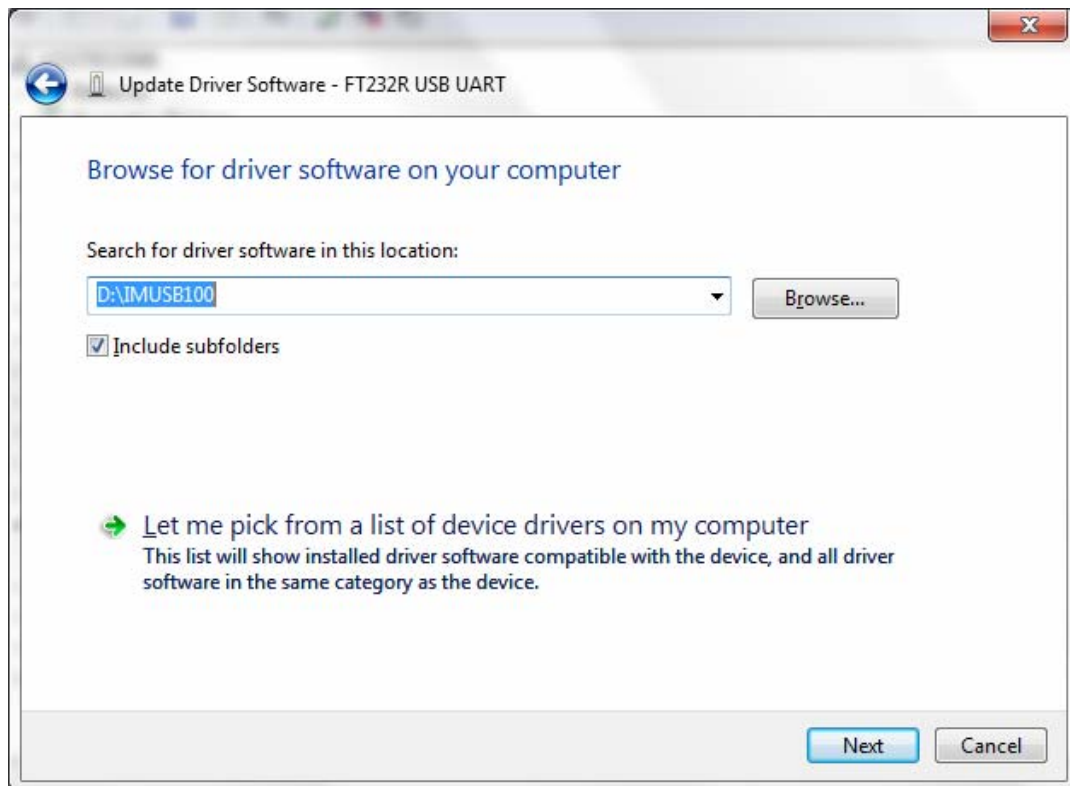 Update Driver Software - FT232R USB UART
Browse for driver software on your computer
Search for driver software in this location:
D:\IMUSB100
Browse...
Include subfolders
Let me pick from a list of device drivers on my computer
This list will show installed driver software compatible with the device, and all driver
software in the same category as the device.
Next
Cancel